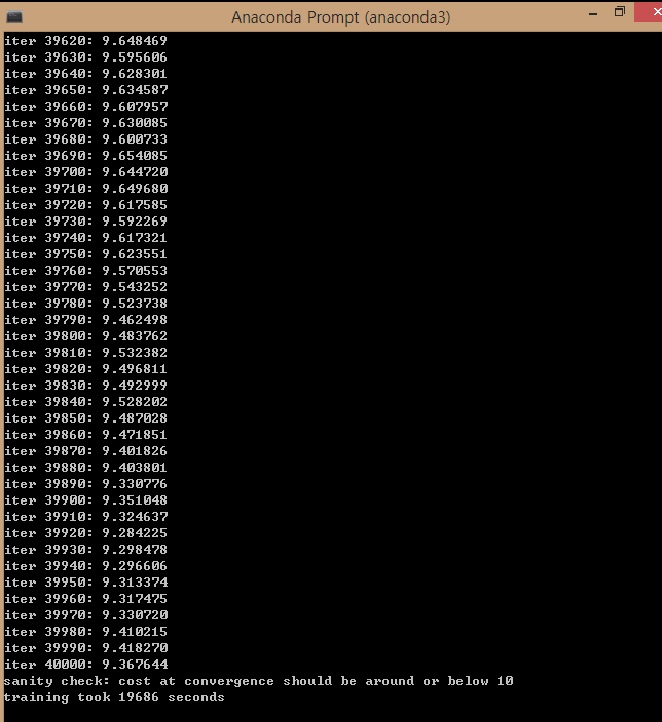 Anaconda Prompt (anaconda3)
iter 39620: 9.648469
iter 39630: 9.595606
iter 39640: 9.628301
iter 39650: 9.634587
iter 39660: 9.607957
iter 39670: 9.630085
iter 39680: 9.600733
iter 39690: 9.654085
iter 39700: 9.644720
iter 39710: 9.649680
iter 39720: 9.617585
iter 39730: 9.592269
iter 39740: 9.617321
iter 39750: 9.623551
iter 39760: 9.570553
iter 39770: 9.543252
iter 39780: 9.523738
iter 39790: 9.462498
iter 39800: 9.483762
iter 39810: 9.532382
iter 39820: 9.496811
iter 39830: 9.492999
iter 39840: 9.528202
iter 39850: 9.487028
iter 39860: 9.471851
iter 39870: 9.401826
iter 39880: 9.403801
iter 39890: 9.330776
iter 39900: 9.351048
iter 39910: 9.324637
iter 39920: 9.284225
iter 39930: 9.298478
iter 39940: 9.296606
iter 39950: 9.313374
iter 39960: 9.317475
iter 39970: 9.330720
iter 39980: 9.410215
iter 39990: 9.418270
iter 40000: 9.367644
sanity check: cost at convergence should be around or below 10
training took 19686 seconds